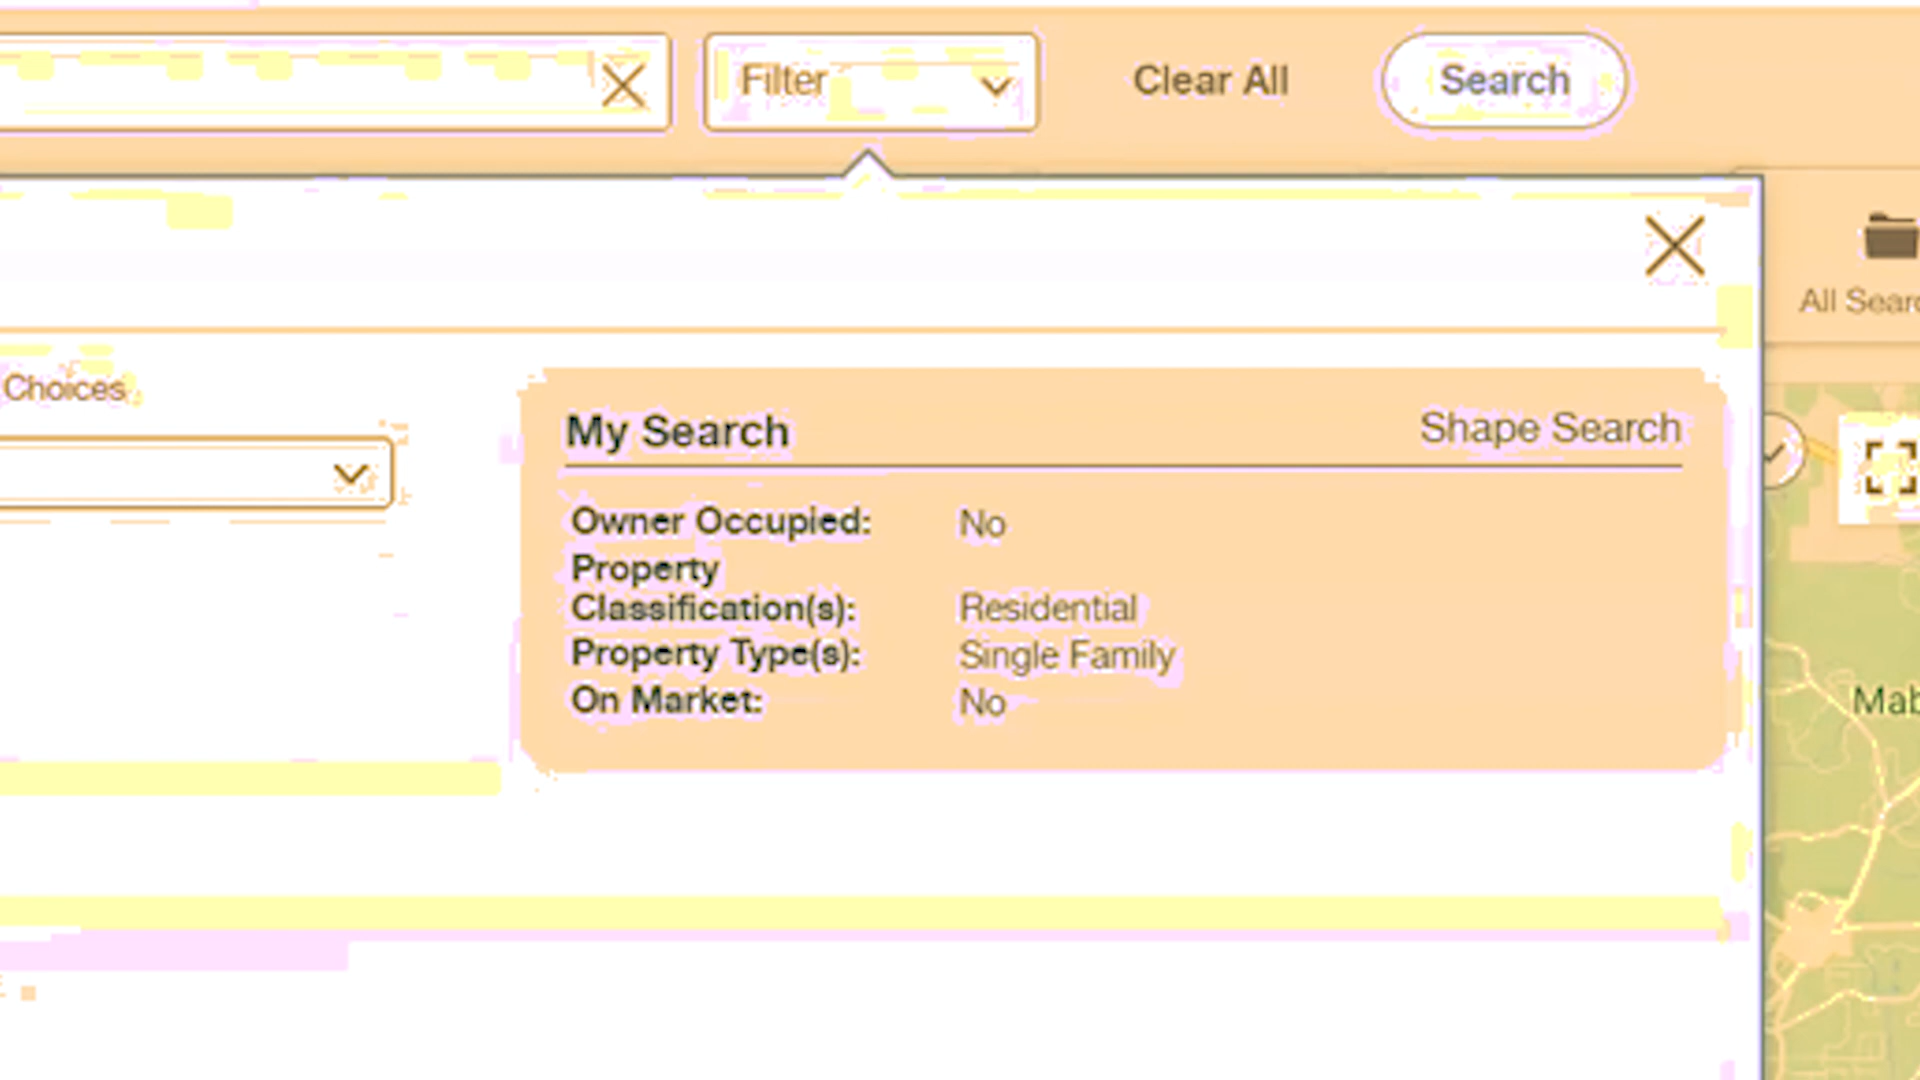 Filter
Clear All
Search
All Sear
Choices
My Search
Shape Search
Owner Occupied: No
Property
Classification(s): Residential
Property Type(s): Single Family
On Market: No
Mab